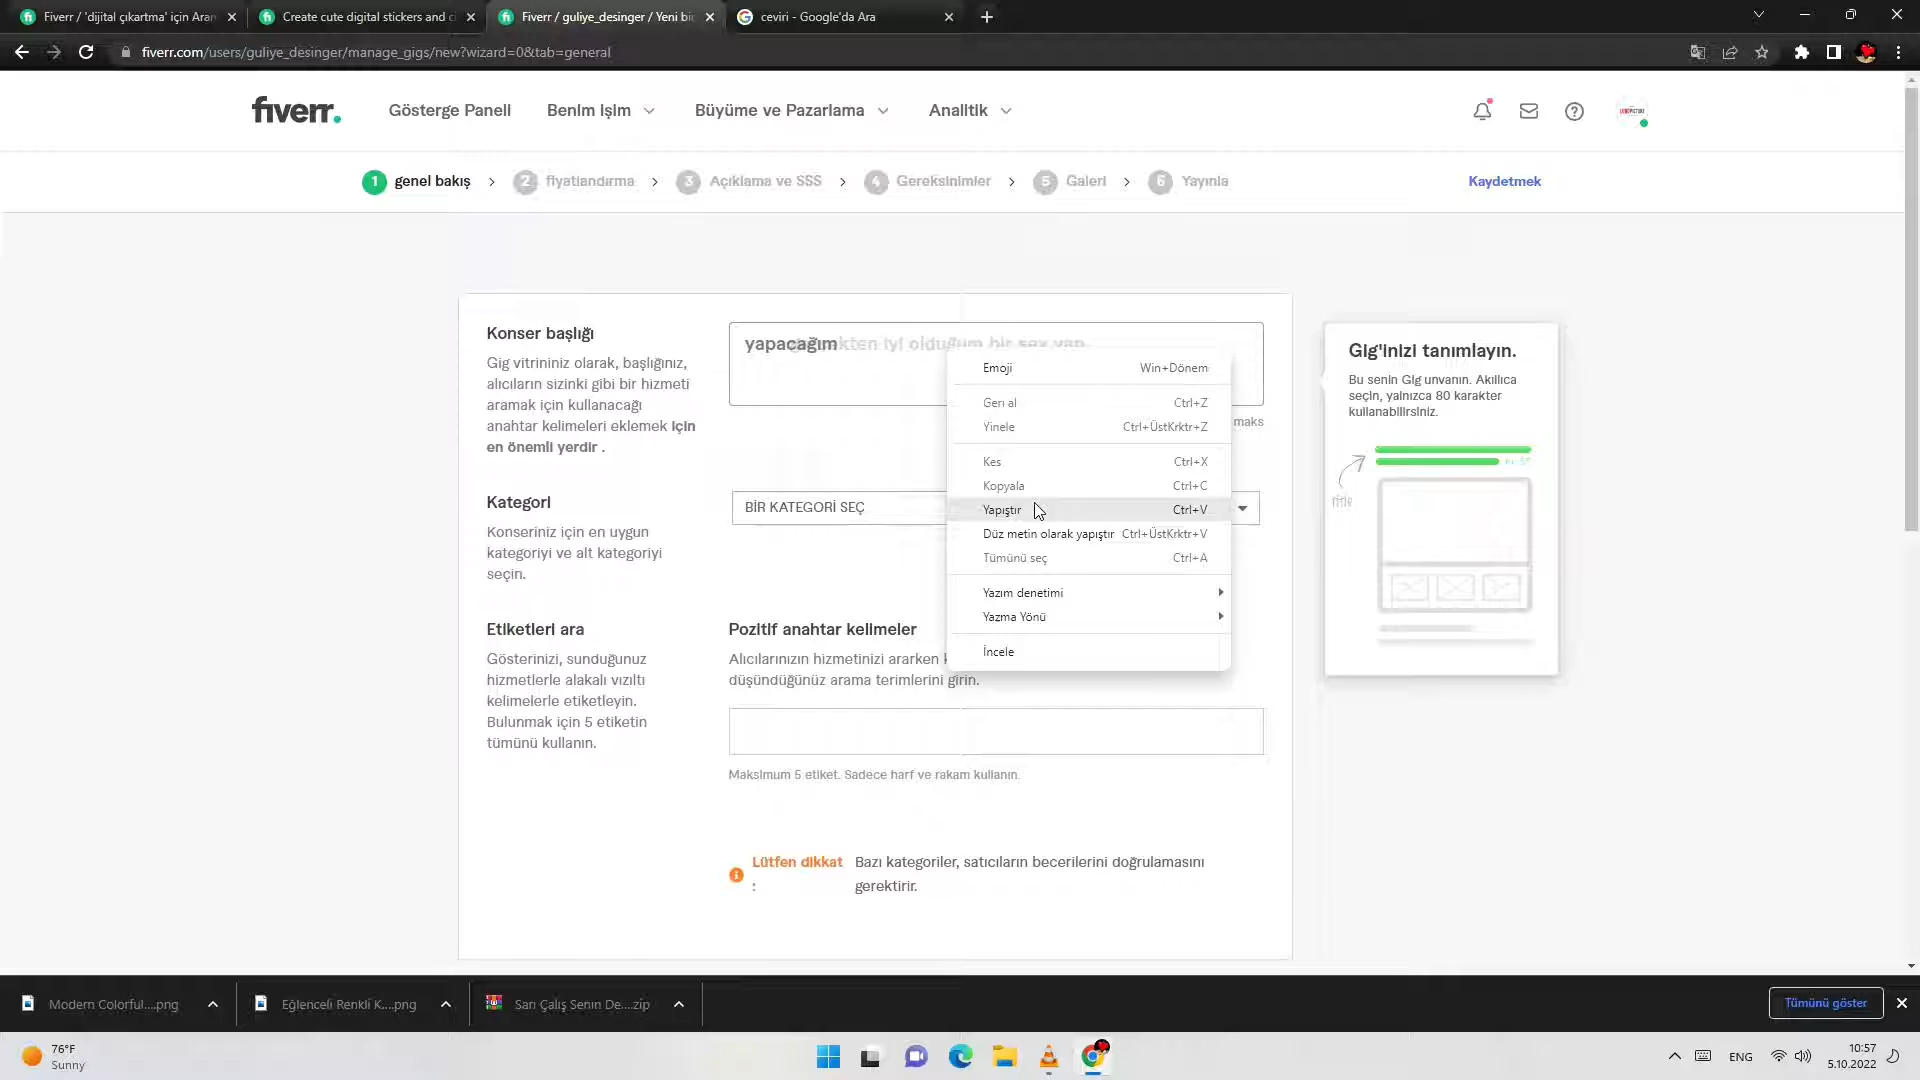 Fiverr / 'dijital çıkartma' için Aran
Create cute digital stickers and c
Fiverr / guliye_desinger / Yeni bi
ceviri - Google'da Ara
fiverr.com/users/guliye_desinger/manage_gigs/new?wizard=0&tab=general
fiverr.
Gösterge Paneli
Benim işim
Büyüme ve Pazarlama
Analitik
1 genel bakış
2 fiyatlandırma
3 Açıklama ve SSS
4 Gereksinimler
5 Galeri
6 Yayınla
Kaydetmek
Konser başlığı
Gig vitrininiz olarak, başlığınız,
alıcıların sizinki gibi bir hizmeti
aramak için kullanacağı
anahtar kelimeleri eklemek için
en önemli yerdir .
yapacağım
iyi olduğum bir şey yap.
maks
Kategori
Konseriniz için en uygun
kategoriyi ve alt kategoriyi
seçin.
BİR KATEGORİ SEÇ
Etiketleri ara
Gösterinizi, sunduğunuz
hizmetlerle alakalı vızıltı
kelimelerle etiketleyin.
Bulunmak için 5 etiketin
tümünü kullanın.
Pozitif anahtar kelimeler
Alıcılarınızın hizmetinizi ararken
düşündüğünüz arama terimlerini girin.
Maksimum 5 etiket. Sadece harf ve rakam kullanın.
Lütfen dikkat
:
Bazı kategoriler, satıcıların becerilerini doğrulamasını
gerektirir.
Emoji Win+Dönem
Geri al Ctrl+Z
Yinele Ctrl+ÜstKrktr+Z
Kes Ctrl+X
Kopyala Ctrl+C
Yapıştır Ctrl+V
Düz metin olarak yapıştır Ctrl+ÜstKrktr+V
Tümünü seç Ctrl+A
Yazım denetimi
Yazma Yönü
İncele
Gig'inizi tanımlayın.
Bu senin Gig unvanın. Akıllıca
seçin, yalnızca 80 karakter
kullanabilirsiniz.
title
Modern Colorful....png
Eğlenceli Renkli K....png
Sarı Çalış Senin De....zip
Tümünü göster
76°F
Sunny
ENG
10:57
5.10.2022